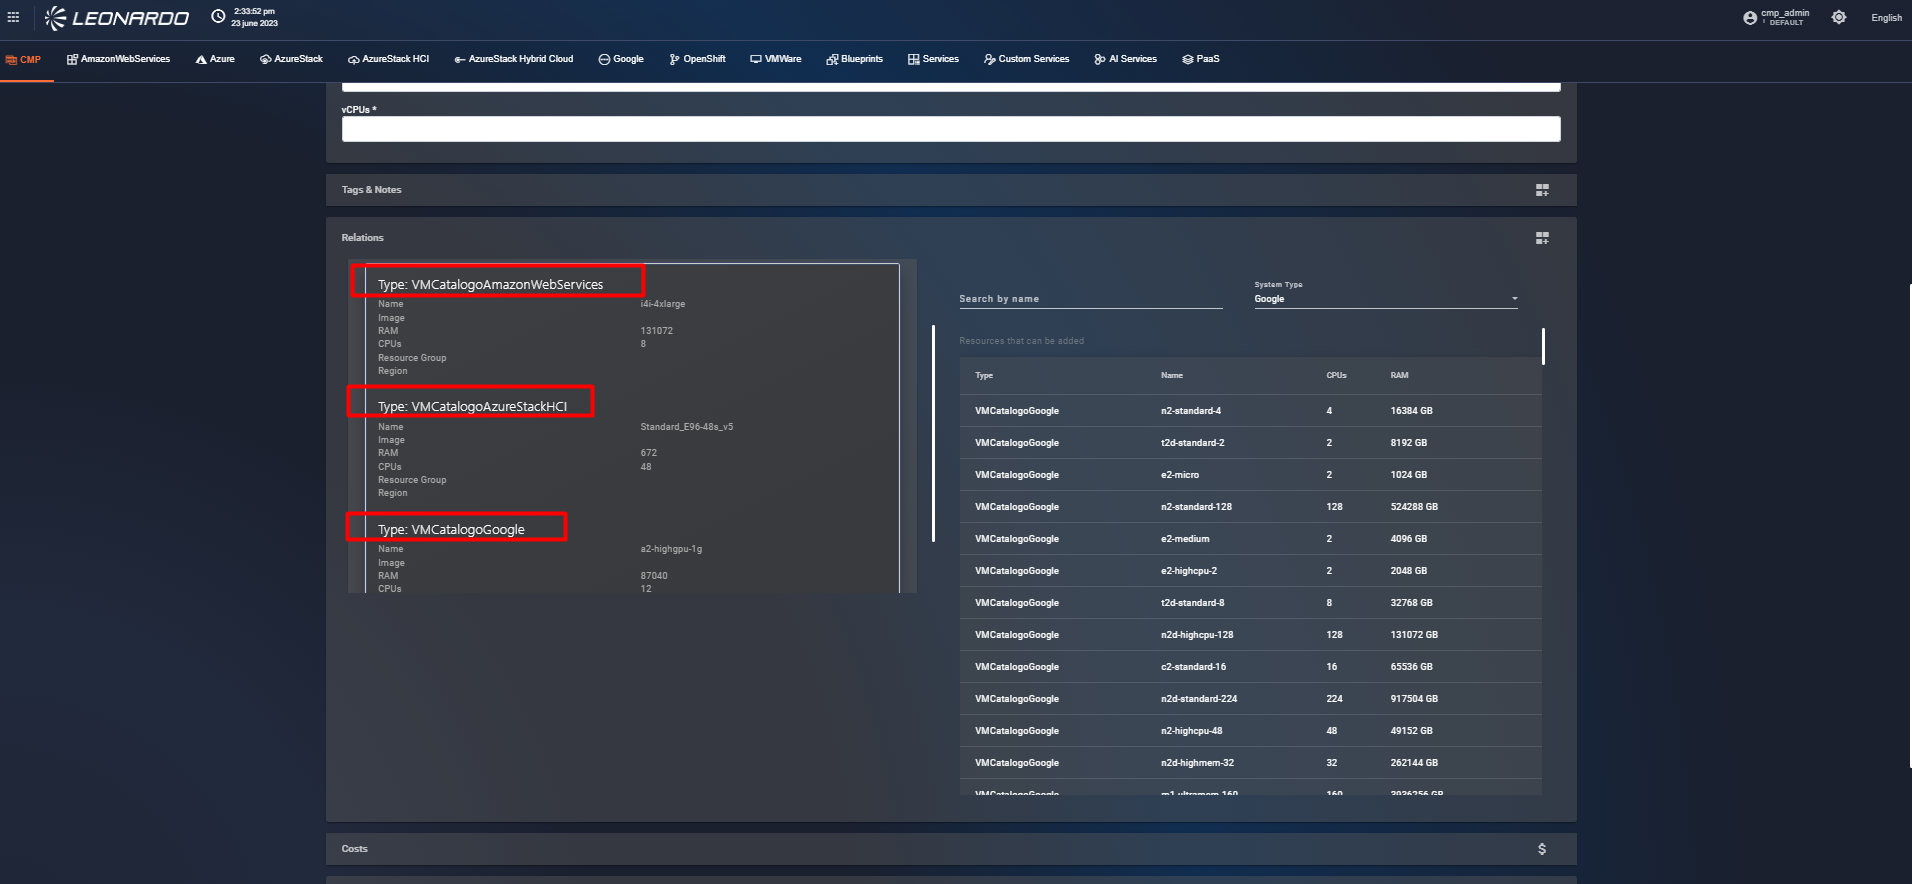 LEONARDO
2:33:52 pm
23 june 2023
cmp_admin
DEFAULT
English
CMP AmazonWebServices Azure AzureStack AzureStack HCI AzureStack Hybrid Cloud Google OpenShift VMWare Blueprints Services Custom Services AI Services PaaS
vCPUs *
Tags & Notes
Relations
Type: VMCatalogoAmazonWebServices
Name i4i-4xlarge
Image
RAM 131072
CPUs 8
Resource Group
Region
Type: VMCatalogoAzureStackHCI
Name Standard_E96-48s_v5
Image
RAM 672
CPUs 48
Resource Group
Region
Type: VMCatalogoGoogle
Name a2-highgpu-1g
Image
RAM 87040
CPUs 12
Search by name
System Type
Google
Resources that can be added
Type Name CPUs RAM
VMCatalogoGoogle n2-standard-4 4 16384 GB
VMCatalogoGoogle t2d-standard-2 2 8192 GB
VMCatalogoGoogle e2-micro 2 1024 GB
VMCatalogoGoogle n2-standard-128 128 524288 GB
VMCatalogoGoogle e2-medium 2 4096 GB
VMCatalogoGoogle e2-highcpu-2 2 2048 GB
VMCatalogoGoogle t2d-standard-8 8 32768 GB
VMCatalogoGoogle n2d-highcpu-128 128 131072 GB
VMCatalogoGoogle c2-standard-16 16 65536 GB
VMCatalogoGoogle n2d-standard-224 224 917504 GB
VMCatalogoGoogle n2-highcpu-48 48 49152 GB
VMCatalogoGoogle n2d-highmem-32 32 262144 GB
VMCatalogoGoogle m1-ultramem-160 160 3936256 GB
Costs